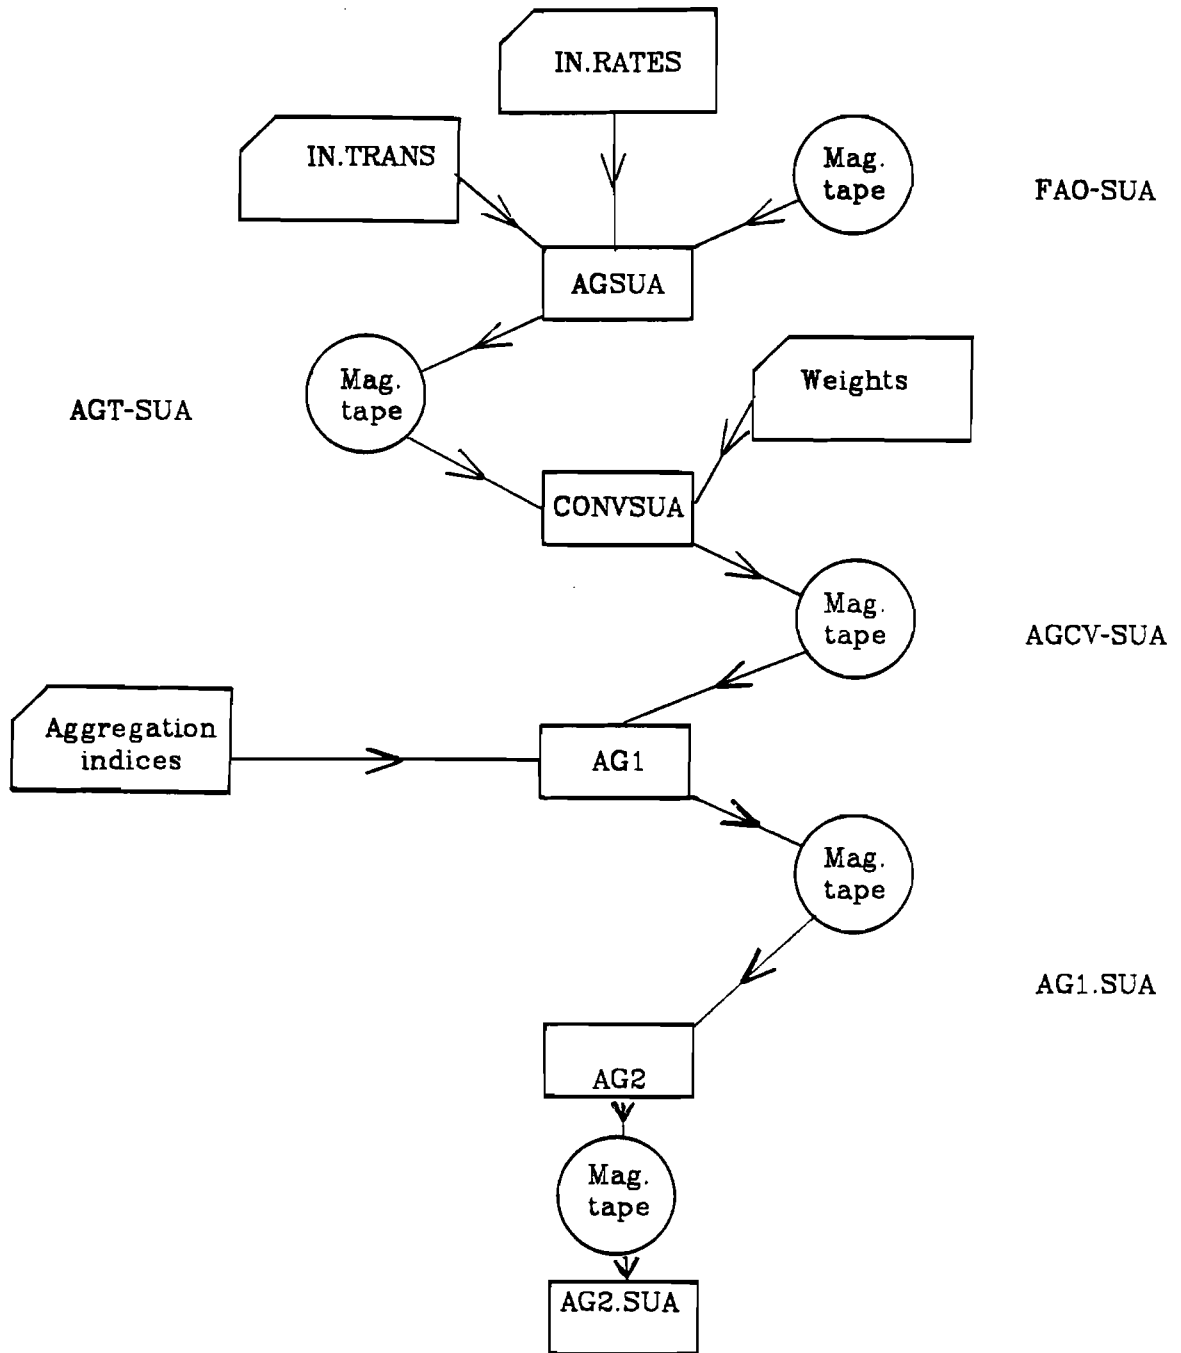 IN.RATES
IN.TRANS
Mag.
tape
FAO-SUA
AGSUA
Mag.
tape
AGT-SUA
Weights
CONVSUA
Mag.
tape
AGCV-SUA
Aggregation
indices
AG1
Mag.
tape
AG1.SUA
AG2
Mag.
tape
AG2.SUA